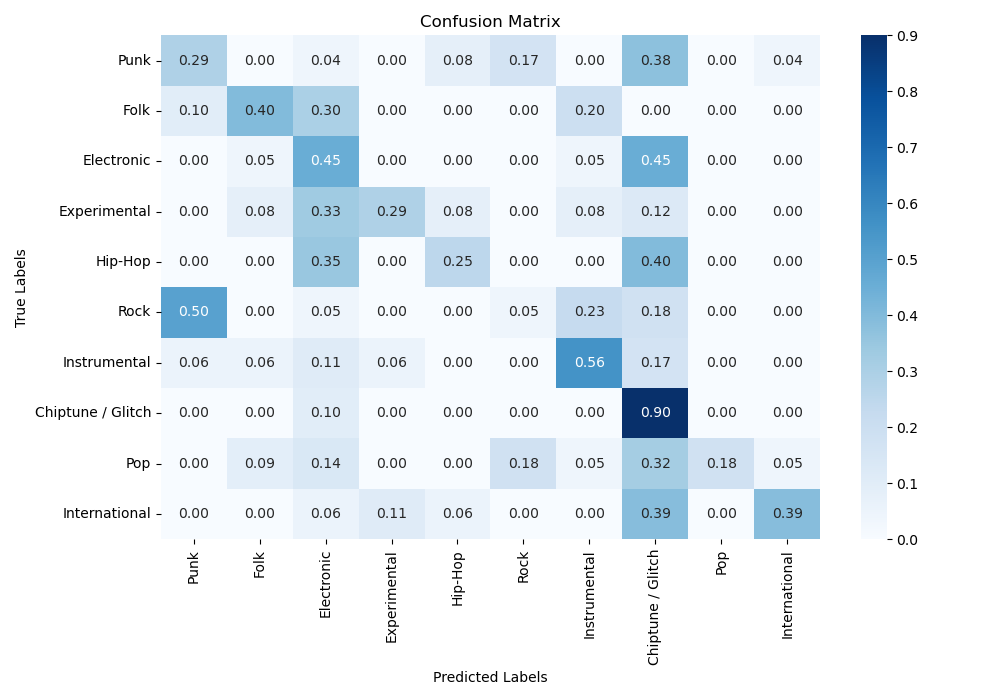 Confusion Matrix
Punk 0.29 0.00 0.04 0.00 0.08 0.17 0.00 0.38 0.00 0.04
Folk 0.10 0.40 0.30 0.00 0.00 0.00 0.20 0.00 0.00 0.00
Electronic 0.00 0.05 0.45 0.00 0.00 0.00 0.05 0.45 0.00 0.00
Experimental 0.00 0.08 0.33 0.29 0.08 0.00 0.08 0.12 0.00 0.00
Hip-Hop 0.00 0.00 0.35 0.00 0.25 0.00 0.00 0.40 0.00 0.00
Rock 0.50 0.00 0.05 0.00 0.00 0.05 0.23 0.18 0.00 0.00
Instrumental 0.06 0.06 0.11 0.06 0.00 0.00 0.56 0.17 0.00 0.00
Chiptune / Glitch 0.00 0.00 0.10 0.00 0.00 0.00 0.00 0.90 0.00 0.00
Pop 0.00 0.09 0.14 0.00 0.00 0.18 0.05 0.32 0.18 0.05
International 0.00 0.00 0.06 0.11 0.06 0.00 0.00 0.39 0.00 0.39
True Labels
Punk
Folk
Electronic
Experimental
Hip-Hop
Rock
Instrumental
Chiptune / Glitch
Pop
International
Predicted Labels
0.9
0.8
0.7
0.6
0.5
0.4
0.3
0.2
0.1
0.0